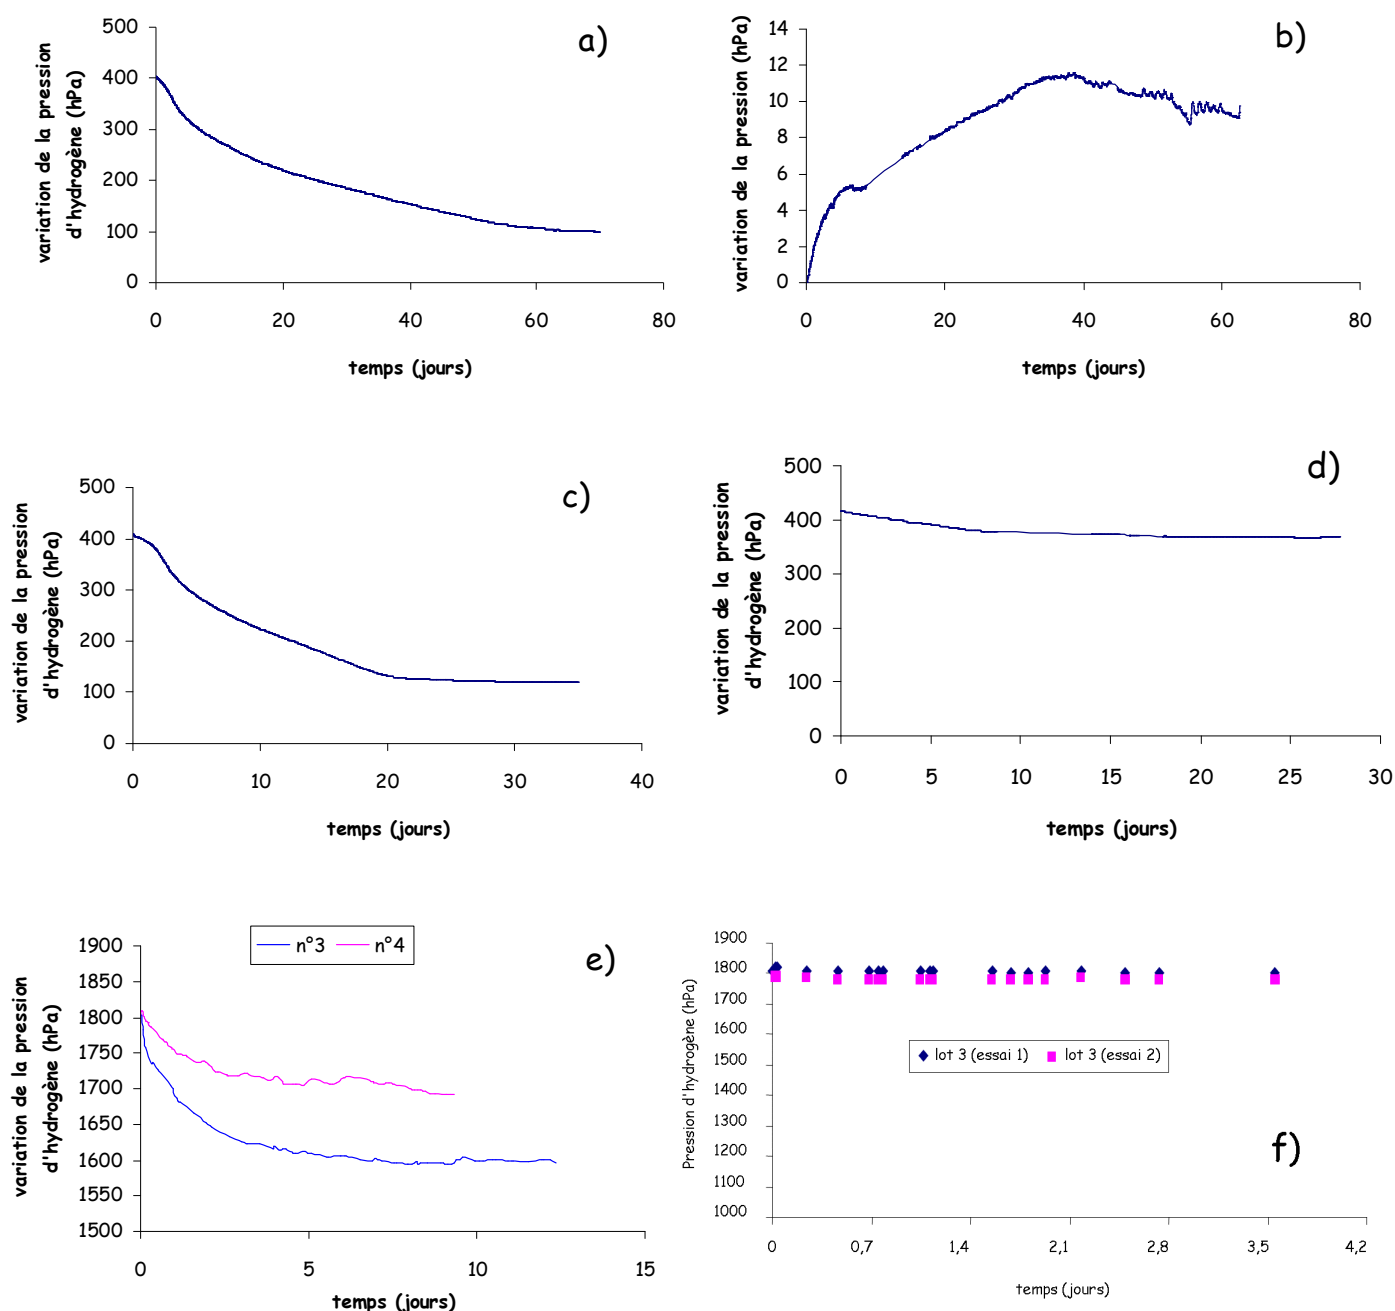 a)
variation de la pression
d'hydrogène (hPa)
500
400
300
200
100
0
0 20 40 60 80
temps (jours)
b)
variation de la pression (hPa)
14
12
10
8
6
4
2
0
0 20 40 60 80
temps (jours)
c)
variation de la pression
d'hydrogène (hPa)
500
400
300
200
100
0
0 10 20 30 40
temps (jours)
d)
variation de la pression
d'hydrogène (hPa)
500
400
300
200
100
0
0 5 10 15 20 25 30
temps (jours)
n°3 n°4
e)
variation de la pression
d'hydrogène (hPa)
1900
1850
1800
1750
1700
1650
1600
1550
1500
0 5 10 15
temps (jours)
Pression d'hydrogène (hPa)
1900
1800
1700
1600
1500
1400
1300
1200
1100
1000
lot 3 (essai 1) lot 3 (essai 2)
f)
0 0,7 1,4 2,1 2,8 3,5 4,2
temps (jours)